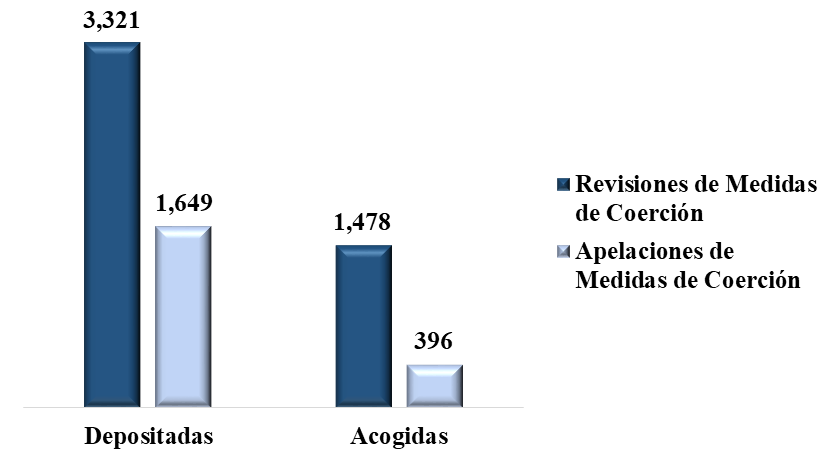 3,321
1,649
1,478
396
Depositadas
Acogidas
Revisiones de Medidas
de Coerción
Apelaciones de
Medidas de Coerción